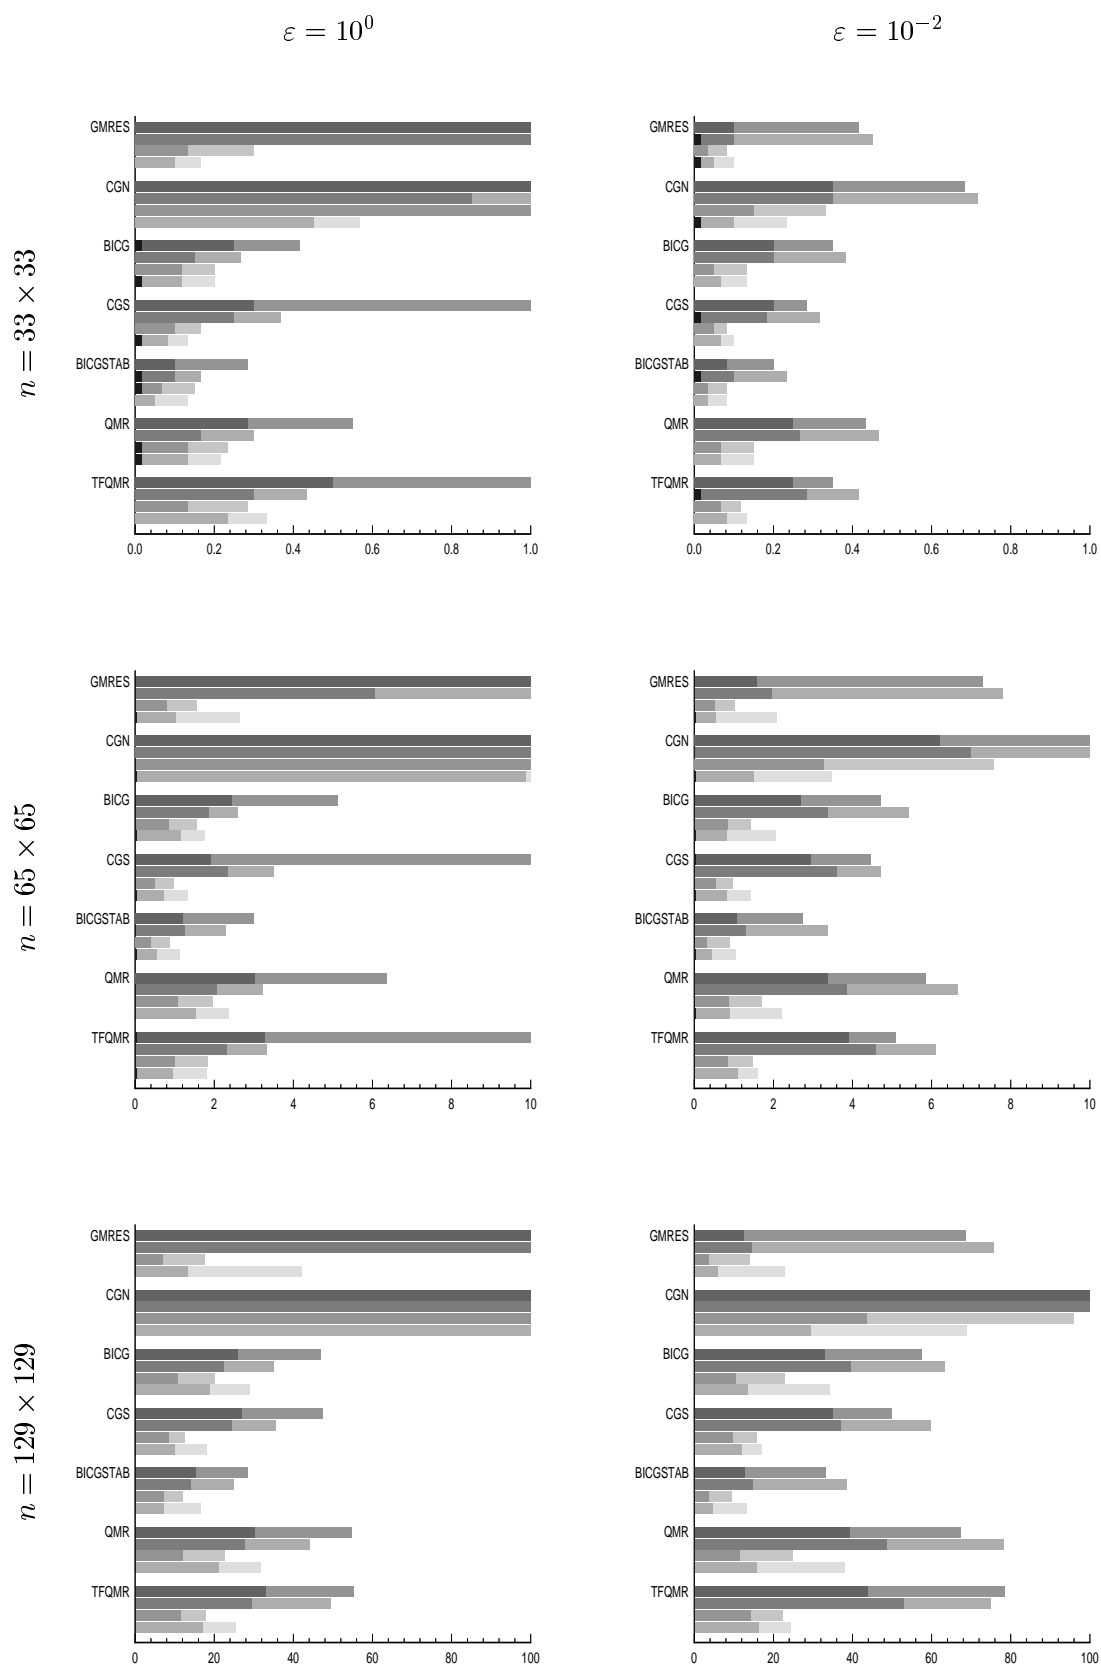 ε = 10⁰
ε = 10⁻²
n = 33 × 33
GMRES
CGN
BICG
CGS
BICGSTAB
QMR
TFQMR
0.0 0.2 0.4 0.6 0.8 1.0
GMRES
CGN
BICG
CGS
BICGSTAB
QMR
TFQMR
0.0 0.2 0.4 0.6 0.8 1.0
n = 65 × 65
GMRES
CGN
BICG
CGS
BICGSTAB
QMR
TFQMR
0 2 4 6 8 10
GMRES
CGN
BICG
CGS
BICGSTAB
QMR
TFQMR
0 2 4 6 8 10
n = 129 × 129
GMRES
CGN
BICG
CGS
BICGSTAB
QMR
TFQMR
0 20 40 60 80 100
GMRES
CGN
BICG
CGS
BICGSTAB
QMR
TFQMR
0 20 40 60 80 100